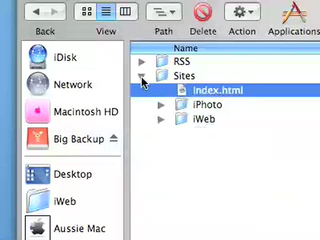 Back View Path Delete Action Applications
Name
iDisk
Network
Macintosh HD
Big Backup
Desktop
iWeb
Aussie Mac
RSS
Sites
index.html
iPhoto
iWeb